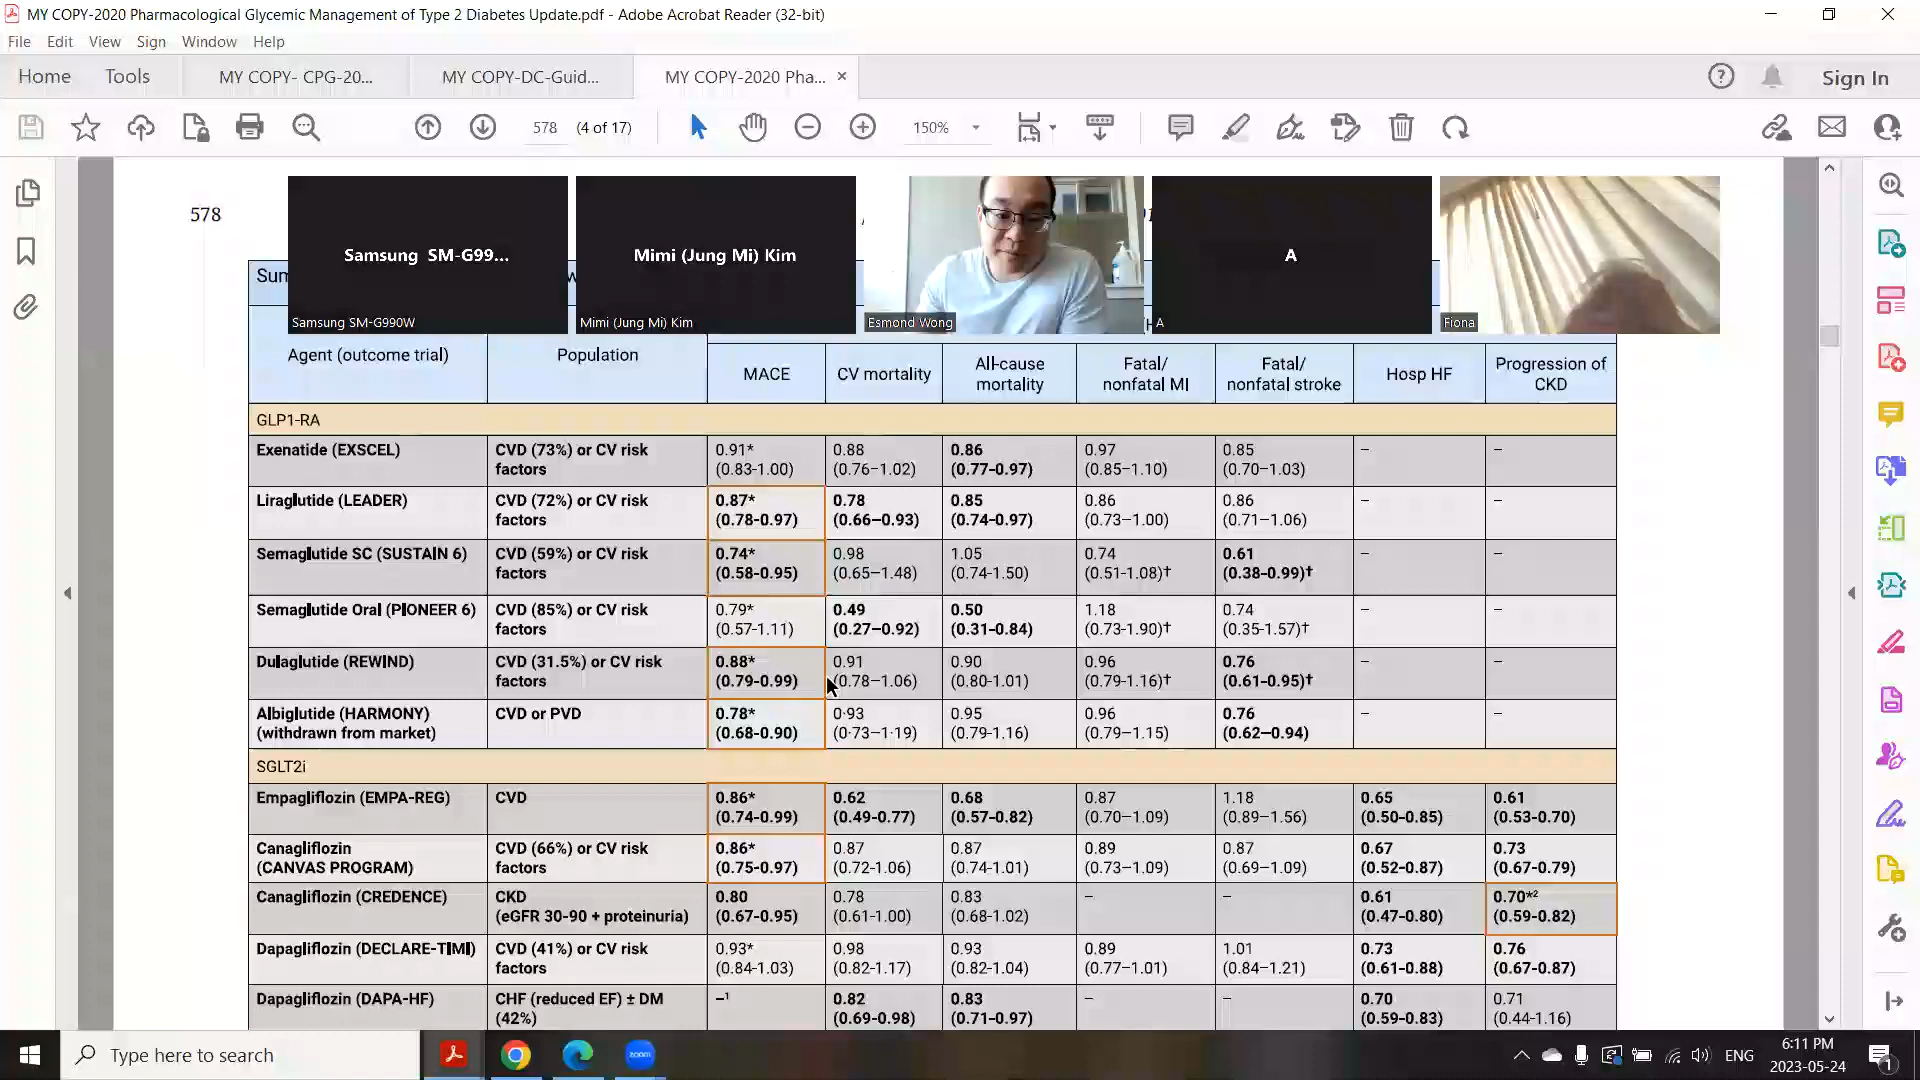 MY COPY-2020 Pharmacological Glycemic Management of Type 2 Diabetes Update.pdf - Adobe Acrobat Reader (32-bit)
File Edit View Sign Window Help
Home Tools MY COPY- CPG-20... MY COPY-DC-Guid... MY COPY-2020 Pha... × Sign In
578 (4 of 17) 150%
578
Samsung SM-G99...
Mimi (Jung Mi) Kim
A
Samsung SM-G990W
Mimi (Jung Mi) Kim
Esmond Wong
A
Fiona
Agent (outcome trial) Population MACE CV mortality All-cause mortality Fatal/ nonfatal MI Fatal/ nonfatal stroke Hosp HF Progression of CKD
GLP1-RA
Exenatide (EXSCEL) CVD (73%) or CV risk 0.91* 0.88 0.86 0.97 0.85 – –
factors (0.83-1.00) (0.76–1.02) (0.77-0.97) (0.85–1.10) (0.70–1.03)
Liraglutide (LEADER) CVD (72%) or CV risk 0.87* 0.78 0.85 0.86 0.86 – –
factors (0.78-0.97) (0.66–0.93) (0.74-0.97) (0.73–1.00) (0.71–1.06)
Semaglutide SC (SUSTAIN 6) CVD (59%) or CV risk 0.74* 0.98 1.05 0.74 0.61 – –
factors (0.58-0.95) (0.65–1.48) (0.74-1.50) (0.51-1.08)† (0.38-0.99)†
Semaglutide Oral (PIONEER 6) CVD (85%) or CV risk 0.79* 0.49 0.50 1.18 0.74 – –
factors (0.57-1.11) (0.27–0.92) (0.31-0.84) (0.73-1.90)† (0.35-1.57)†
Dulaglutide (REWIND) CVD (31.5%) or CV risk 0.88* 0.91 0.90 0.96 0.76 – –
factors (0.79-0.99) (0.78–1.06) (0.80-1.01) (0.79-1.16)† (0.61-0.95)†
Albiglutide (HARMONY) CVD or PVD 0.78* 0·93 0.95 0.96 0.76 – –
(withdrawn from market) (0.68-0.90) (0·73–1·19) (0.79-1.16) (0.79–1.15) (0.62–0.94)
SGLT2i
Empagliflozin (EMPA-REG) CVD 0.86* 0.62 0.68 0.87 1.18 0.65 0.61
(0.74-0.99) (0.49-0.77) (0.57-0.82) (0.70–1.09) (0.89–1.56) (0.50-0.85) (0.53-0.70)
Canagliflozin CVD (66%) or CV risk 0.86* 0.87 0.87 0.89 0.87 0.67 0.73
(CANVAS PROGRAM) factors (0.75-0.97) (0.72-1.06) (0.74-1.01) (0.73–1.09) (0.69–1.09) (0.52-0.87) (0.67-0.79)
Canagliflozin (CREDENCE) CKD 0.80 0.78 0.83 – – 0.61 0.70*²
(eGFR 30-90 + proteinuria) (0.67-0.95) (0.61-1.00) (0.68-1.02) (0.47-0.80) (0.59-0.82)
Dapagliflozin (DECLARE-TIMI) CVD (41%) or CV risk 0.93* 0.98 0.93 0.89 1.01 0.73 0.76
factors (0.84-1.03) (0.82-1.17) (0.82-1.04) (0.77–1.01) (0.84-1.21) (0.61-0.88) (0.67-0.87)
Dapagliflozin (DAPA-HF) CHF (reduced EF) ± DM –¹ 0.82 0.83 – – 0.70 0.71
(42%) (0.69-0.98) (0.71-0.97) (0.59-0.83) (0.44-1.16)
Type here to search
zoom
ENG
6:11 PM
2023-05-24
1